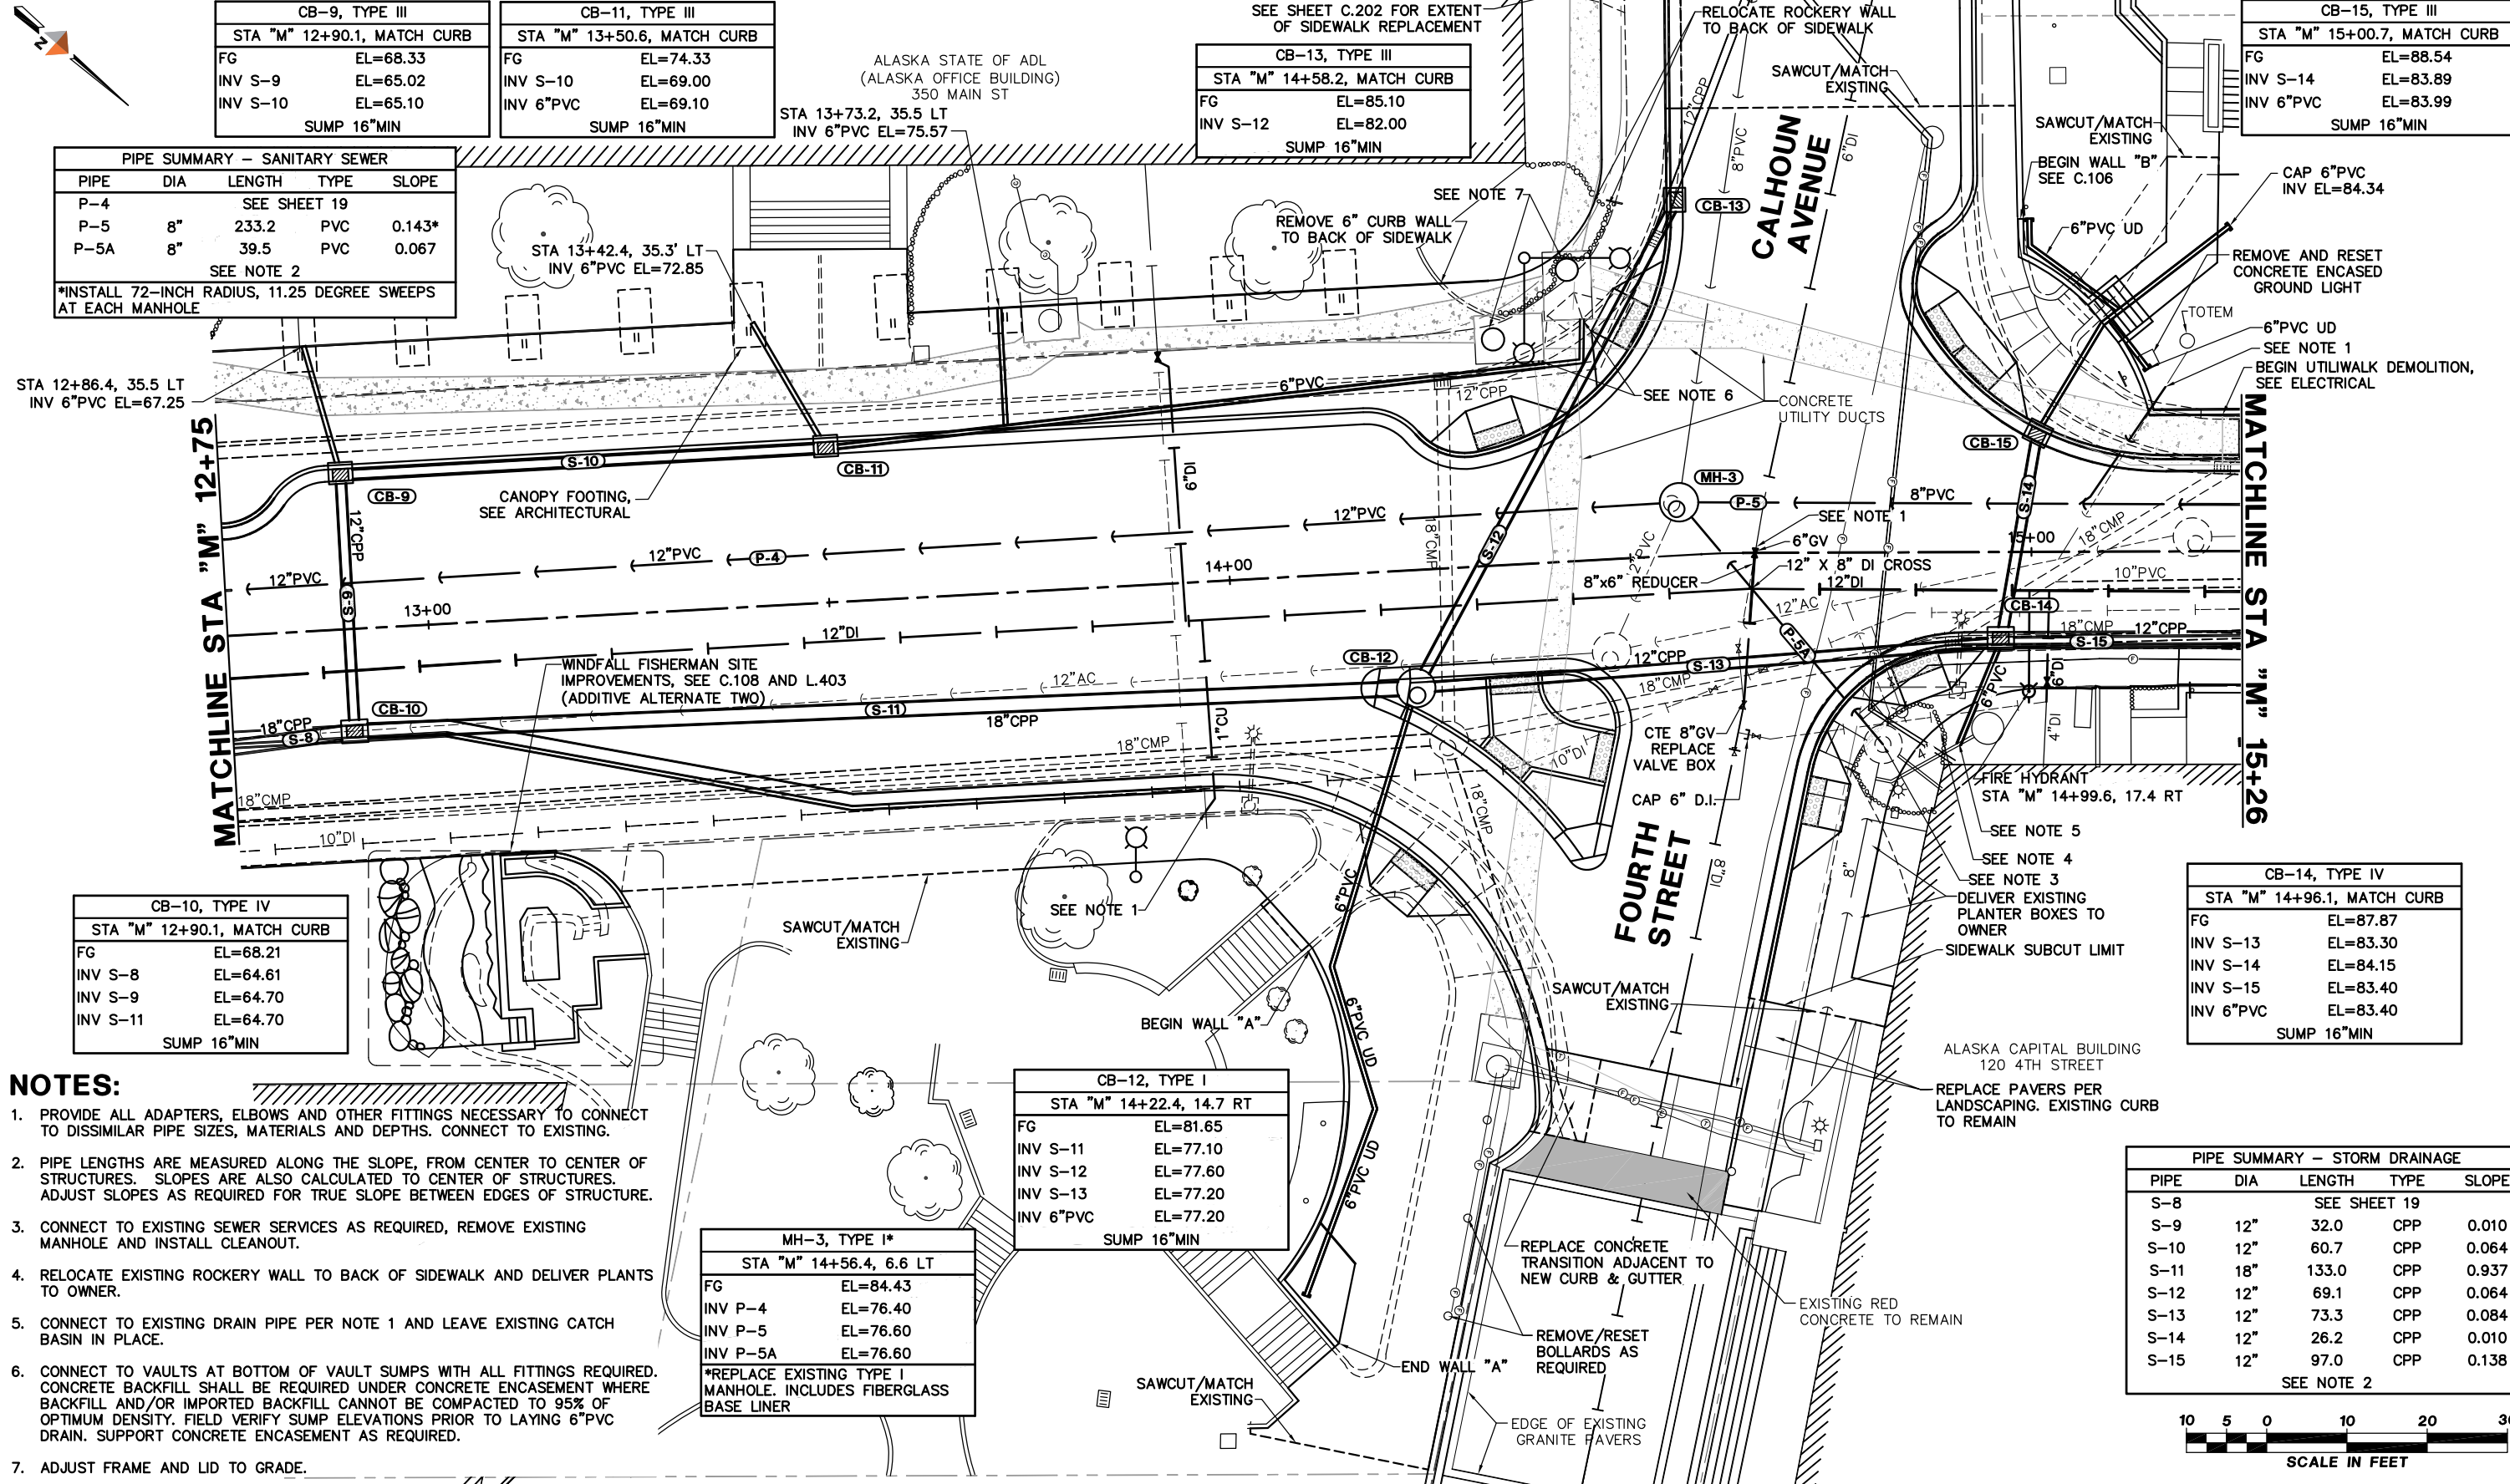 N
CB-9, TYPE III
STA "M" 12+90.1, MATCH CURB
FG EL=68.33
INV S-9 EL=65.02
INV S-10 EL=65.10
SUMP 16"MIN
CB-11, TYPE III
STA "M" 13+50.6, MATCH CURB
FG EL=74.33
INV S-10 EL=69.00
INV 6"PVC EL=69.10
SUMP 16"MIN
ALASKA STATE OF ADL
(ALASKA OFFICE BUILDING)
350 MAIN ST
STA 13+73.2, 35.5 LT
INV 6"PVC EL=75.57
SEE SHEET C.202 FOR EXTENT
OF SIDEWALK REPLACEMENT
CB-13, TYPE III
STA "M" 14+58.2, MATCH CURB
FG EL=85.10
INV S-12 EL=82.00
SUMP 16"MIN
RELOCATE ROCKERY WALL
TO BACK OF SIDEWALK
SAWCUT/MATCH
EXISTING
CB-15, TYPE III
STA "M" 15+00.7, MATCH CURB
FG EL=88.54
INV S-14 EL=83.89
INV 6"PVC EL=83.99
SUMP 16"MIN
PIPE SUMMARY - SANITARY SEWER
PIPE DIA LENGTH TYPE SLOPE
P-4 SEE SHEET 19
P-5 8" 233.2 PVC 0.143*
P-5A 8" 39.5 PVC 0.067
SEE NOTE 2
*INSTALL 72-INCH RADIUS, 11.25 DEGREE SWEEPS
AT EACH MANHOLE
STA 13+42.4, 35.3' LT
INV 6"PVC EL=72.85
SEE NOTE 7
REMOVE 6" CURB WALL
TO BACK OF SIDEWALK
12"CPP
8"PVC
6"DI
CALHOUN
AVENUE
CB-13
SAWCUT/MATCH
EXISTING
BEGIN WALL "B"
SEE C.106
CAP 6"PVC
INV EL=84.34
6"PVC UD
REMOVE AND RESET
CONCRETE ENCASED
GROUND LIGHT
TOTEM
6"PVC UD
SEE NOTE 1
BEGIN UTILIWALK DEMOLITION,
SEE ELECTRICAL
STA 12+86.4, 35.5 LT
INV 6"PVC EL=67.25
6"PVC
12"CPP
SEE NOTE 6
CONCRETE
UTILITY DUCTS
MATCHLINE STA "M" 12+75
MATCHLINE STA "M" 15+26
S-10
CB-9
CB-11
CANOPY FOOTING,
SEE ARCHITECTURAL
12"CPP
S-9
12"PVC
12"PVC
P-4
12"PVC
6"DI
18"CMP
S-12
12"PVC
MH-3
P-5
8"PVC
CB-15
S-14
18"CMP
SEE NOTE 1
6"GV
15+00
12" X 8" DI CROSS
8"x6" REDUCER
12"DI
10"PVC
13+00
14+00
12"DI
12"AC
CB-14
P-5A
18"CMP
12"CPP
S-15
WINDFALL FISHERMAN SITE
IMPROVEMENTS, SEE C.108 AND L.403
(ADDITIVE ALTERNATE TWO)
12"AC
CB-12
12"CPP
S-13
18"CMP
6"PVC
6"DI
4"DI
18"CPP
S-8
CB-10
S-11
18"CPP
1"CU
18"CMP
18"CMP
10"DI
10"DI
18"CMP
CTE 8"GV
REPLACE
VALVE BOX
CAP 6" D.I.
4"
FIRE HYDRANT
STA "M" 14+99.6, 17.4 RT
SEE NOTE 5
SEE NOTE 4
SEE NOTE 3
DELIVER EXISTING
PLANTER BOXES TO
OWNER
SIDEWALK SUBCUT LIMIT
FOURTH
STREET
8"DI
8"
CB-14, TYPE IV
STA "M" 14+96.1, MATCH CURB
FG EL=87.87
INV S-13 EL=83.30
INV S-14 EL=84.15
INV S-15 EL=83.40
INV 6"PVC EL=83.40
SUMP 16"MIN
CB-10, TYPE IV
STA "M" 12+90.1, MATCH CURB
FG EL=68.21
INV S-8 EL=64.61
INV S-9 EL=64.70
INV S-11 EL=64.70
SUMP 16"MIN
SAWCUT/MATCH
EXISTING
SEE NOTE 1
6"PVC
BEGIN WALL "A"
6"PVC UD
6"PVC UD
SAWCUT/MATCH
EXISTING
ALASKA CAPITAL BUILDING
120 4TH STREET
REPLACE PAVERS PER
LANDSCAPING. EXISTING CURB
TO REMAIN
CB-12, TYPE I
STA "M" 14+22.4, 14.7 RT
FG EL=81.65
INV S-11 EL=77.10
INV S-12 EL=77.60
INV S-13 EL=77.20
INV 6"PVC EL=77.20
SUMP 16"MIN
MH-3, TYPE I*
STA "M" 14+56.4, 6.6 LT
FG EL=84.43
INV P-4 EL=76.40
INV P-5 EL=76.60
INV P-5A EL=76.60
*REPLACE EXISTING TYPE I
MANHOLE. INCLUDES FIBERGLASS
BASE LINER
REPLACE CONCRETE
TRANSITION ADJACENT TO
NEW CURB & GUTTER
EXISTING RED
CONCRETE TO REMAIN
REMOVE/RESET
BOLLARDS AS
REQUIRED
END WALL "A"
SAWCUT/MATCH
EXISTING
EDGE OF EXISTING
GRANITE PAVERS
NOTES:
1. PROVIDE ALL ADAPTERS, ELBOWS AND OTHER FITTINGS NECESSARY TO CONNECT
TO DISSIMILAR PIPE SIZES, MATERIALS AND DEPTHS. CONNECT TO EXISTING.
2. PIPE LENGTHS ARE MEASURED ALONG THE SLOPE, FROM CENTER TO CENTER OF
STRUCTURES. SLOPES ARE ALSO CALCULATED TO CENTER OF STRUCTURES.
ADJUST SLOPES AS REQUIRED FOR TRUE SLOPE BETWEEN EDGES OF STRUCTURE.
3. CONNECT TO EXISTING SEWER SERVICES AS REQUIRED, REMOVE EXISTING
MANHOLE AND INSTALL CLEANOUT.
4. RELOCATE EXISTING ROCKERY WALL TO BACK OF SIDEWALK AND DELIVER PLANTS
TO OWNER.
5. CONNECT TO EXISTING DRAIN PIPE PER NOTE 1 AND LEAVE EXISTING CATCH
BASIN IN PLACE.
6. CONNECT TO VAULTS AT BOTTOM OF VAULT SUMPS WITH ALL FITTINGS REQUIRED.
CONCRETE BACKFILL SHALL BE REQUIRED UNDER CONCRETE ENCASEMENT WHERE
BACKFILL AND/OR IMPORTED BACKFILL CANNOT BE COMPACTED TO 95% OF
OPTIMUM DENSITY. FIELD VERIFY SUMP ELEVATIONS PRIOR TO LAYING 6"PVC
DRAIN. SUPPORT CONCRETE ENCASEMENT AS REQUIRED.
7. ADJUST FRAME AND LID TO GRADE.
PIPE SUMMARY - STORM DRAINAGE
PIPE DIA LENGTH TYPE SLOPE
S-8 SEE SHEET 19
S-9 12" 32.0 CPP 0.010
S-10 12" 60.7 CPP 0.064
S-11 18" 133.0 CPP 0.937
S-12 12" 69.1 CPP 0.064
S-13 12" 73.3 CPP 0.084
S-14 12" 26.2 CPP 0.010
S-15 12" 97.0 CPP 0.138
SEE NOTE 2
10 5 0 10 20
SCALE IN FEET